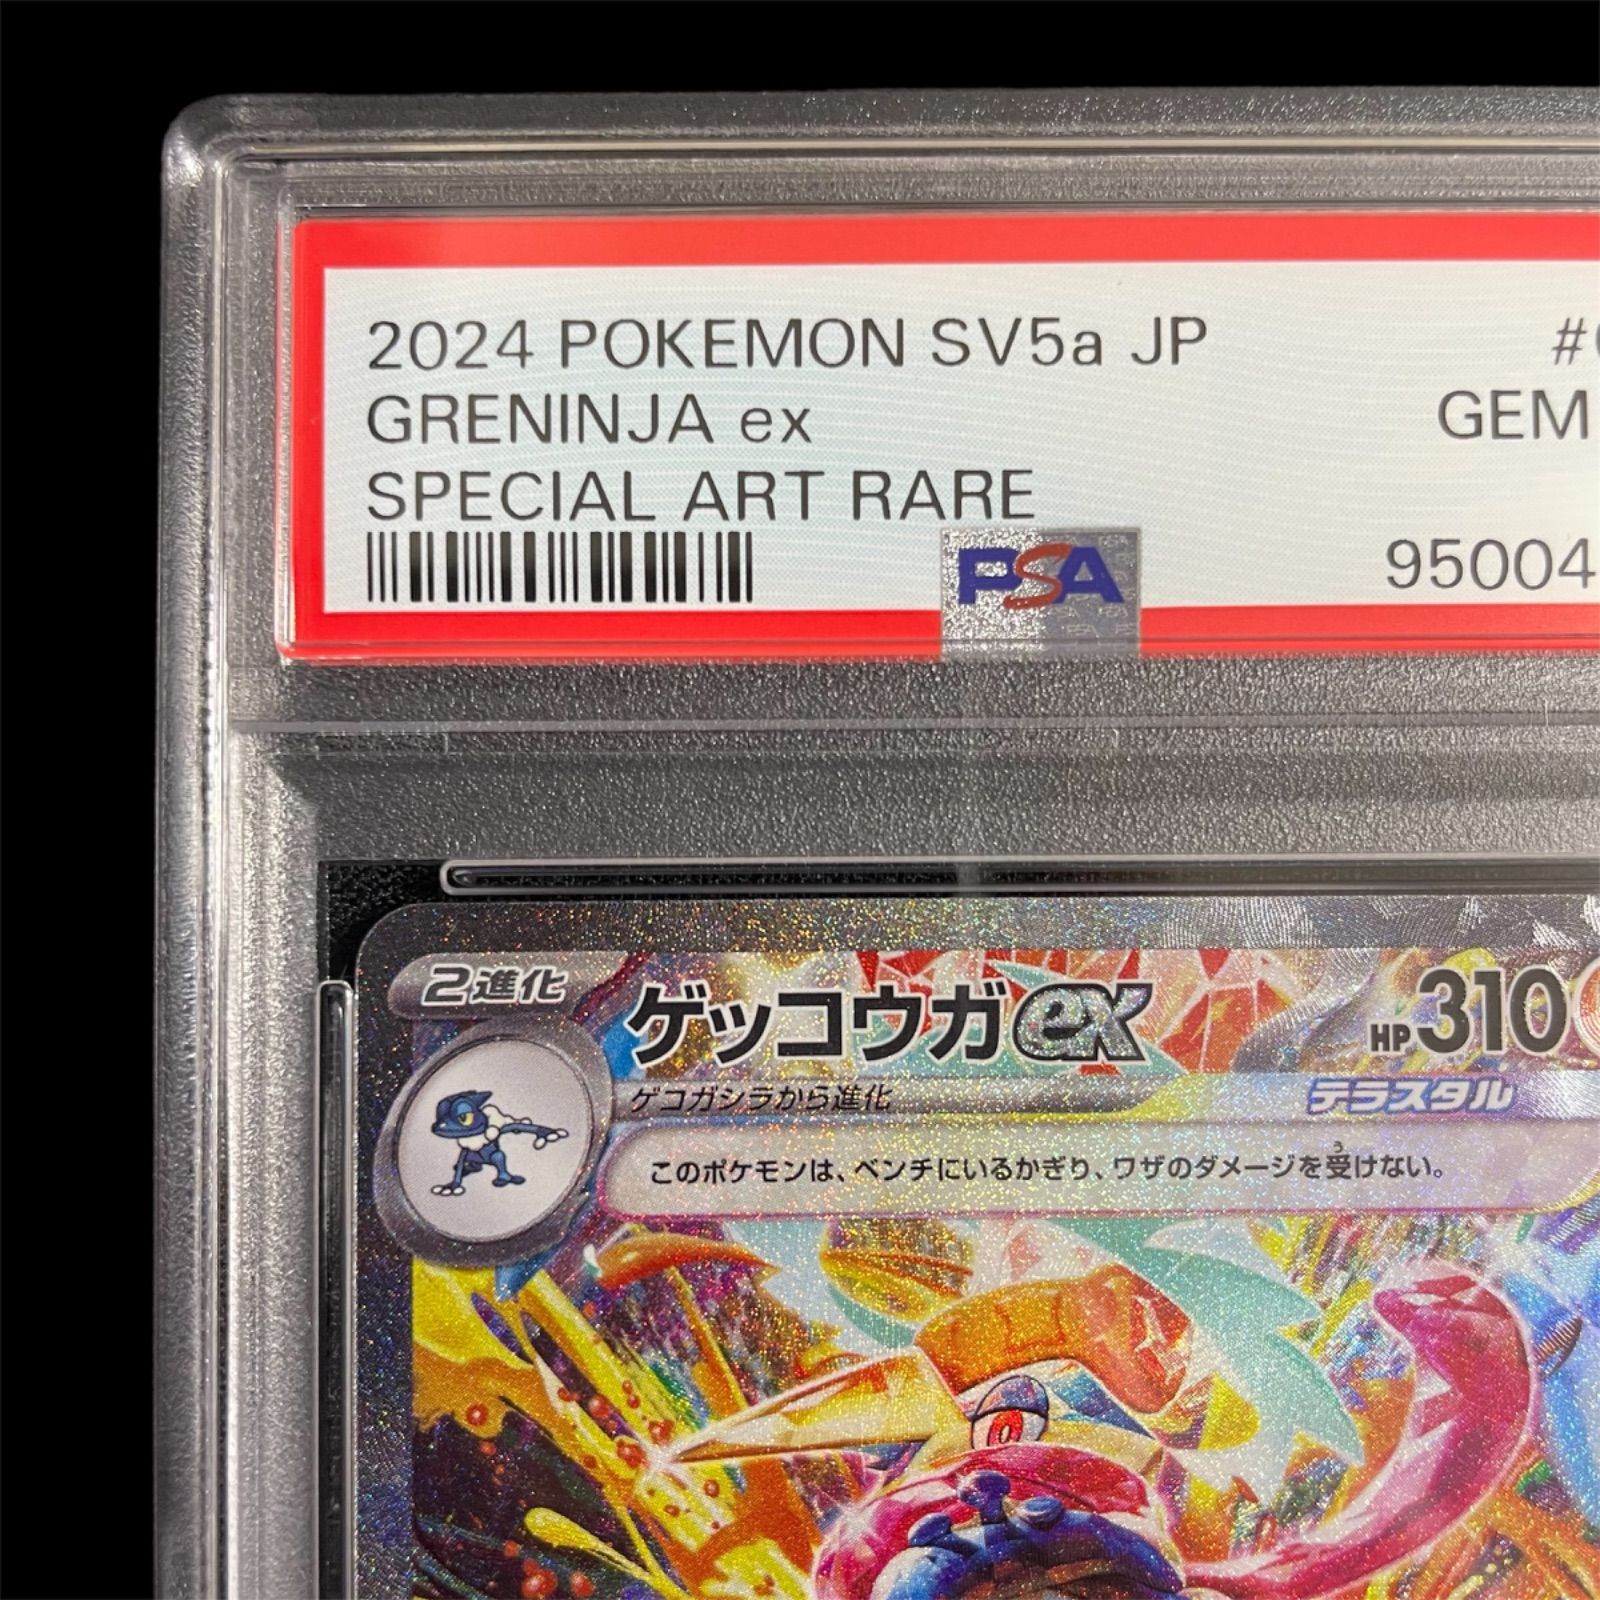 2024 POKEMON SV5a JP #
GRENINJA ex GEM
SPECIAL ART RARE
PSA
95004
2進化 ゲッコウガex HP310
ゲコガシラから進化 テラスタル
このポケモンは、ベンチにいるかぎり、ワザのダメージを受けない。